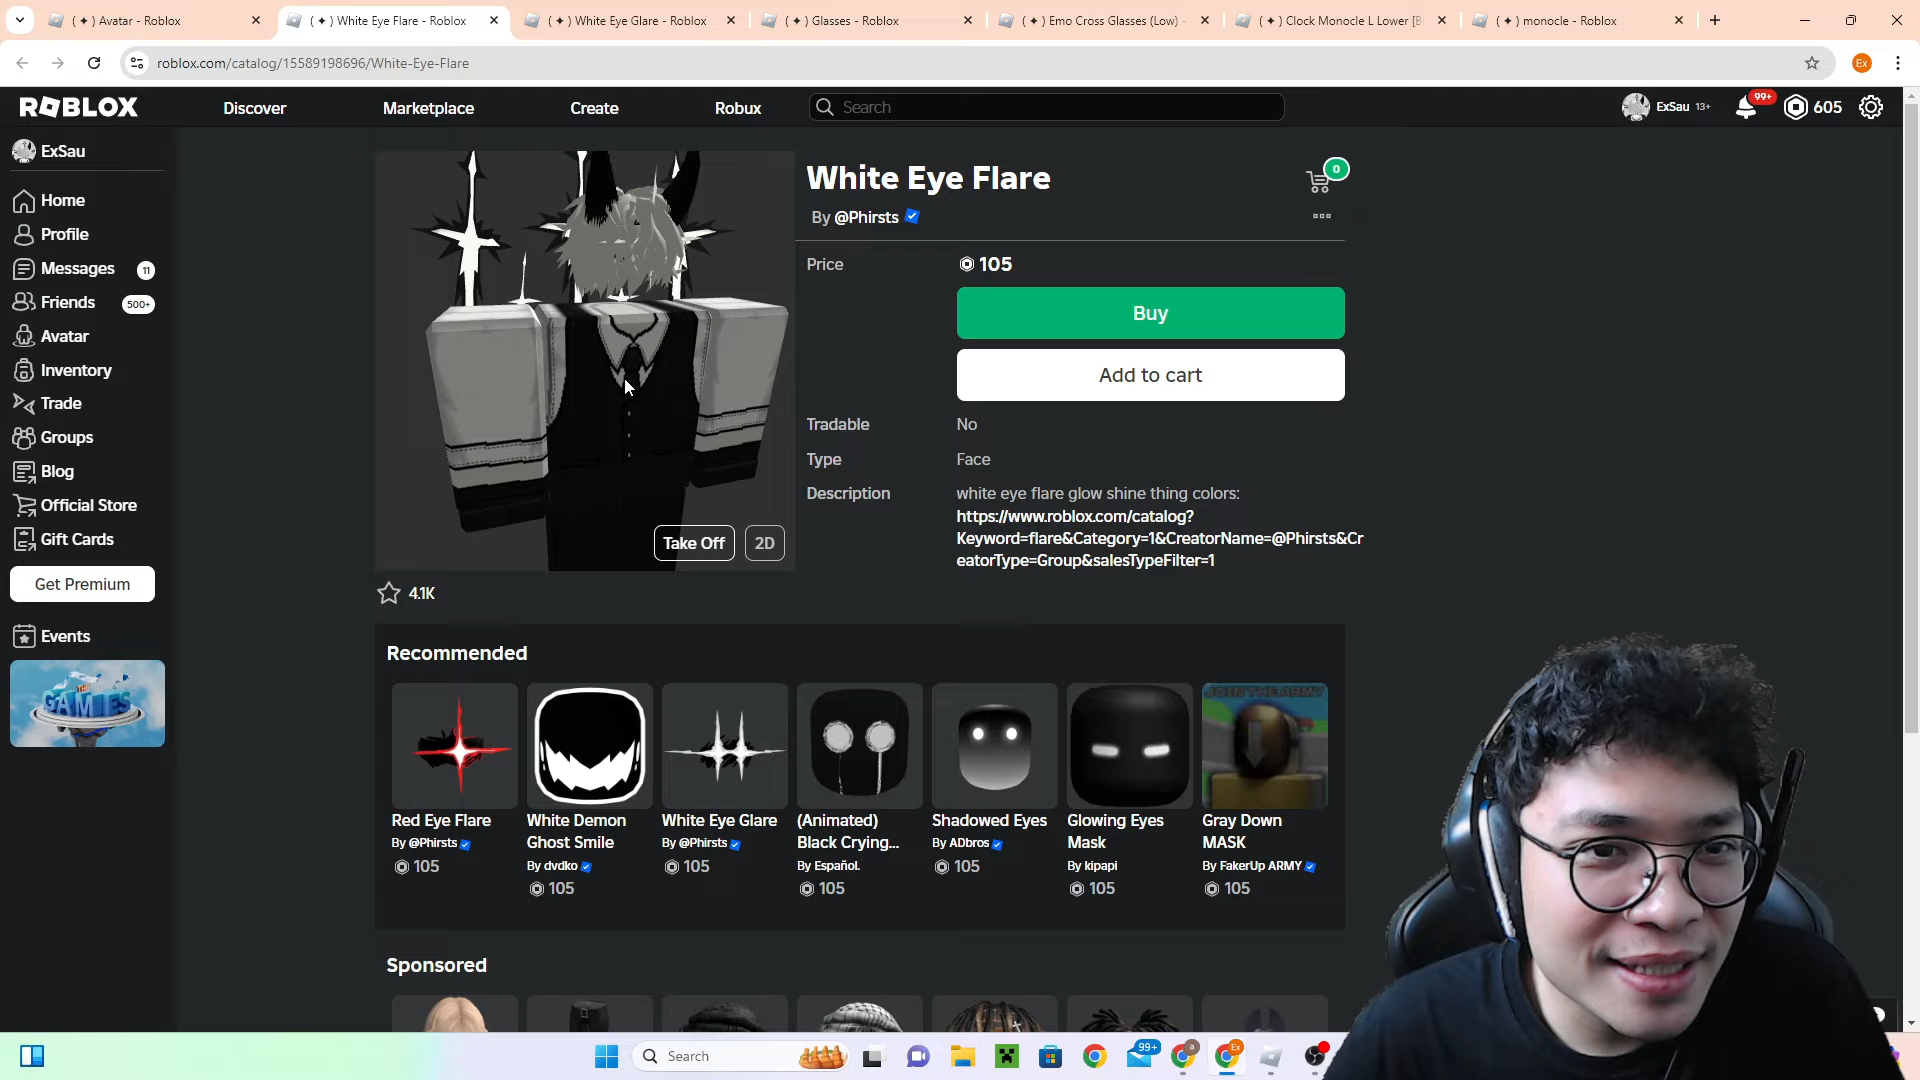 ( ✦ ) Avatar - Roblox
( ✦ ) White Eye Flare - Roblox
( ✦ ) White Eye Glare - Roblox
( ✦ ) Glasses - Roblox
( ✦ ) Emo Cross Glasses (Low) -
( ✦ ) Clock Monocle L Lower [B
( ✦ ) monocle - Roblox
roblox.com/catalog/15589198696/White-Eye-Flare
Ex
ROBLOX
Discover
Marketplace
Create
Robux
Search
ExSau 13+
99+
605
ExSau
Home
Profile
Messages 11
Friends 500+
Avatar
Inventory
Trade
Groups
Blog
Official Store
Gift Cards
Get Premium
Events
THE GAMES
Take Off
2D
4.1K
White Eye Flare
0
By @Phirsts
Price
105
Buy
Add to cart
Tradable
No
Type
Face
Description
white eye flare glow shine thing colors:
https://www.roblox.com/catalog?
Keyword=flare&Category=1&CreatorName=@Phirsts&Cr
eatorType=Group&salesTypeFilter=1
Recommended
JOIN THE ARMY
Red Eye Flare
By @Phirsts
105
White Demon
Ghost Smile
By dvdko
105
White Eye Glare
By @Phirsts
105
(Animated)
Black Crying...
By Español.
105
Shadowed Eyes
By ADbros
105
Glowing Eyes
Mask
By kipapi
105
Gray Down
MASK
By FakerUp ARMY
105
Sponsored
Search
99+
a
Ex